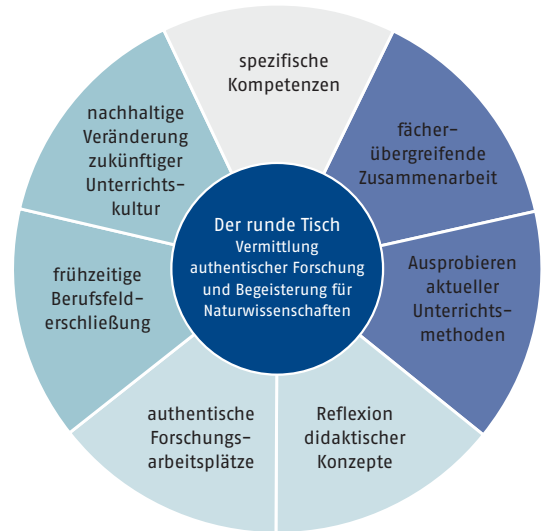 spezifische
Kompetenzen
fächer-
übergreifende
Zusammenarbeit
Ausprobieren
aktueller
Unterrichts-
methoden
Reflexion
didaktischer
Konzepte
authentische
Forschungs-
arbeitsplätze
frühzeitige
Berufsfeld-
erschließung
nachhaltige
Veränderung
zukünftiger
Unterrichts-
kultur
Der runde Tisch
Vermittlung
authentischer Forschung
und Begeisterung für
Naturwissenschaften